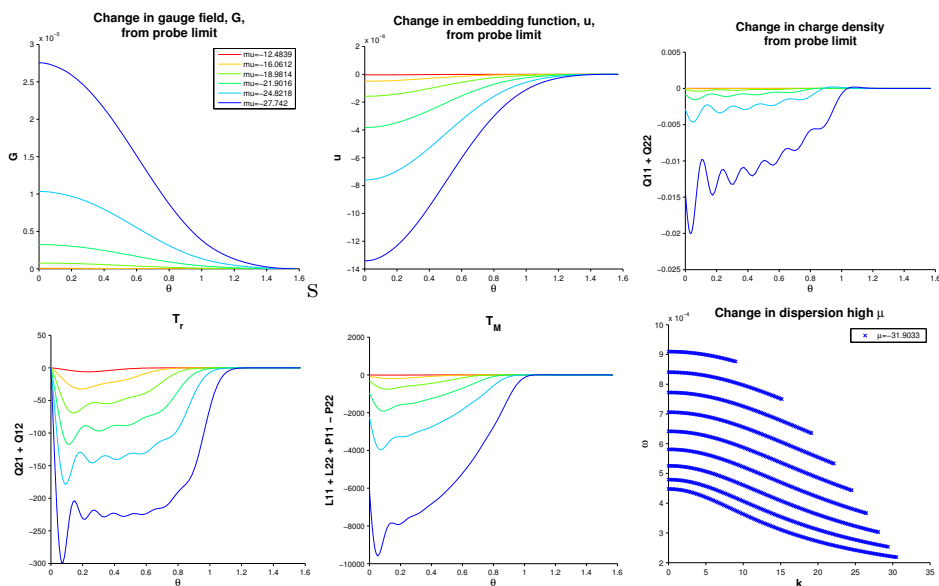 Change in gauge field, G,
from probe limit
x 10⁻⁵
3
2.5
2
1.5
1
0.5
0
G
0 0.2 0.4 0.6 0.8 1 1.2 1.4 1.6
θ
mu=−12.4839
mu=−16.0612
mu=−18.9814
mu=−21.9016
mu=−24.8218
mu=−27.742
S
Change in embedding function, u,
from probe limit
x 10⁻⁶
2
0
−2
−4
−6
−8
−10
−12
−14
u
0 0.2 0.4 0.6 0.8 1 1.2 1.4 1.6
θ
Change in charge density
from probe limit
0.005
0
−0.005
−0.01
−0.015
−0.02
−0.025
Q11 + Q22
0 0.2 0.4 0.6 0.8 1 1.2 1.4 1.6
θ
T_r
50
0
−50
−100
−150
−200
−250
−300
Q21 + Q12
0 0.2 0.4 0.6 0.8 1 1.2 1.4 1.6
θ
T_M
2000
0
−2000
−4000
−6000
−8000
−10000
L11 + L22 + P11 − P22
0 0.2 0.4 0.6 0.8 1 1.2 1.4 1.6
θ
Change in dispersion high μ
x 10⁻⁴
10
9
8
7
6
5
4
3
2
ω
0 5 10 15 20 25 30 35
k
μ=−31.9033